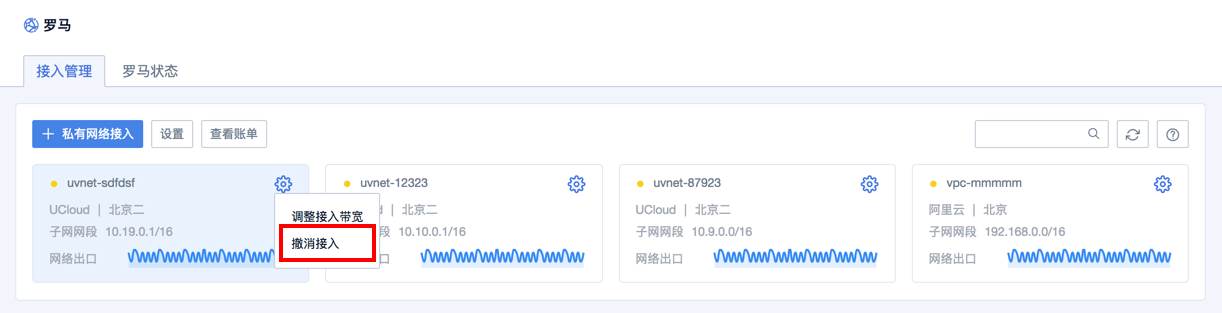 罗马
接入管理 罗马状态
私有网络接入 设置 查看账单
uvnet-sdfdsf
UCloud | 北京二
子网网段 10.19.0.1/16
网络出口
调整接入带宽
撤消接入
uvnet-12323
d | 北京二
10.10.0.1/16
口
uvnet-87923
UCloud | 北京二
子网网段 10.9.0.0/16
网络出口
vpc-mmmmm
阿里云 | 北京
子网网段 192.168.0.0/16
网络出口